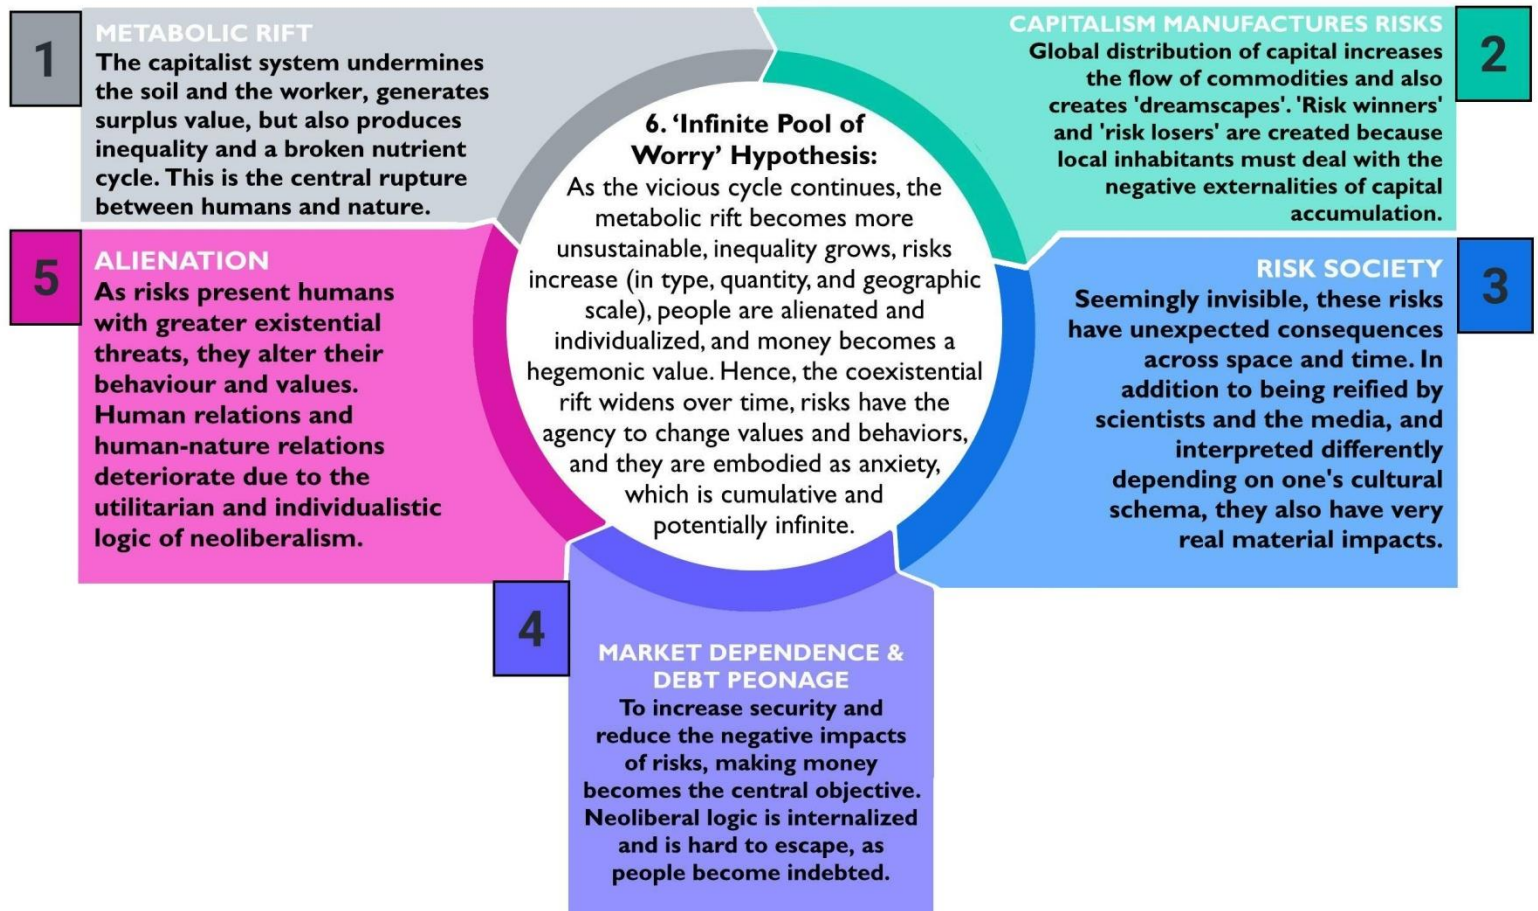 1
METABOLIC RIFT
The capitalist system undermines
the soil and the worker, generates
surplus value, but also produces
inequality and a broken nutrient
cycle. This is the central rupture
between humans and nature.
2
CAPITALISM MANUFACTURES RISKS
Global distribution of capital increases
the flow of commodities and also
creates 'dreamscapes'. 'Risk winners'
and 'risk losers' are created because
local inhabitants must deal with the
negative externalities of capital
accumulation.
3
RISK SOCIETY
Seemingly invisible, these risks
have unexpected consequences
across space and time. In
addition to being reified by
scientists and the media, and
interpreted differently
depending on one's cultural
schema, they also have very
real material impacts.
4
MARKET DEPENDENCE &
DEBT PEONAGE
To increase security and
reduce the negative impacts
of risks, making money
becomes the central objective.
Neoliberal logic is internalized
and is hard to escape, as
people become indebted.
5
ALIENATION
As risks present humans
with greater existential
threats, they alter their
behaviour and values.
Human relations and
human-nature relations
deteriorate due to the
utilitarian and individualistic
logic of neoliberalism.
6. ‘Infinite Pool of
Worry’ Hypothesis:
As the vicious cycle continues, the
metabolic rift becomes more
unsustainable, inequality grows, risks
increase (in type, quantity, and geographic
scale), people are alienated and
individualized, and money becomes a
hegemonic value. Hence, the coexistential
rift widens over time, risks have the
agency to change values and behaviors,
and they are embodied as anxiety,
which is cumulative and
potentially infinite.